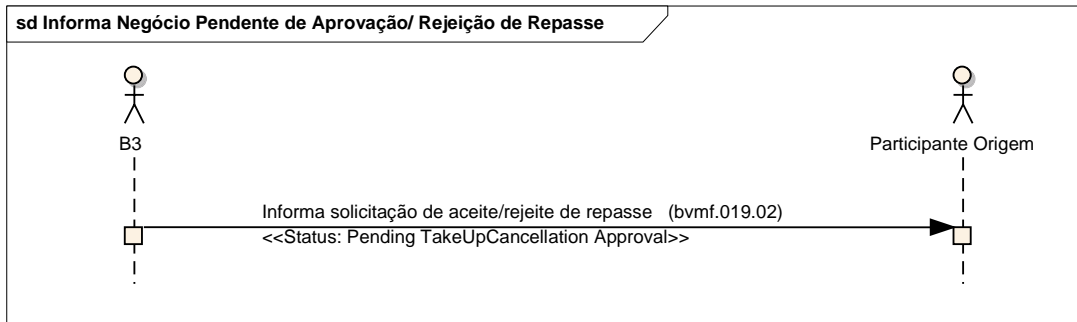 sd Informa Negócio Pendente de Aprovação/ Rejeição de Repasse
B3
Participante Origem
Informa solicitação de aceite/rejeite de repasse (bvmf.019.02)
<<Status: Pending TakeUpCancellation Approval>>